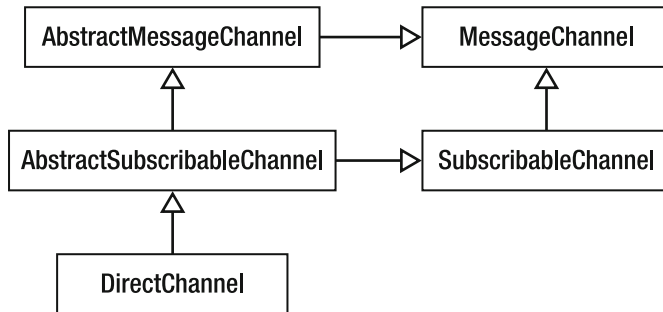 AbstractMessageChannel
MessageChannel
AbstractSubscribableChannel
SubscribableChannel
DirectChannel